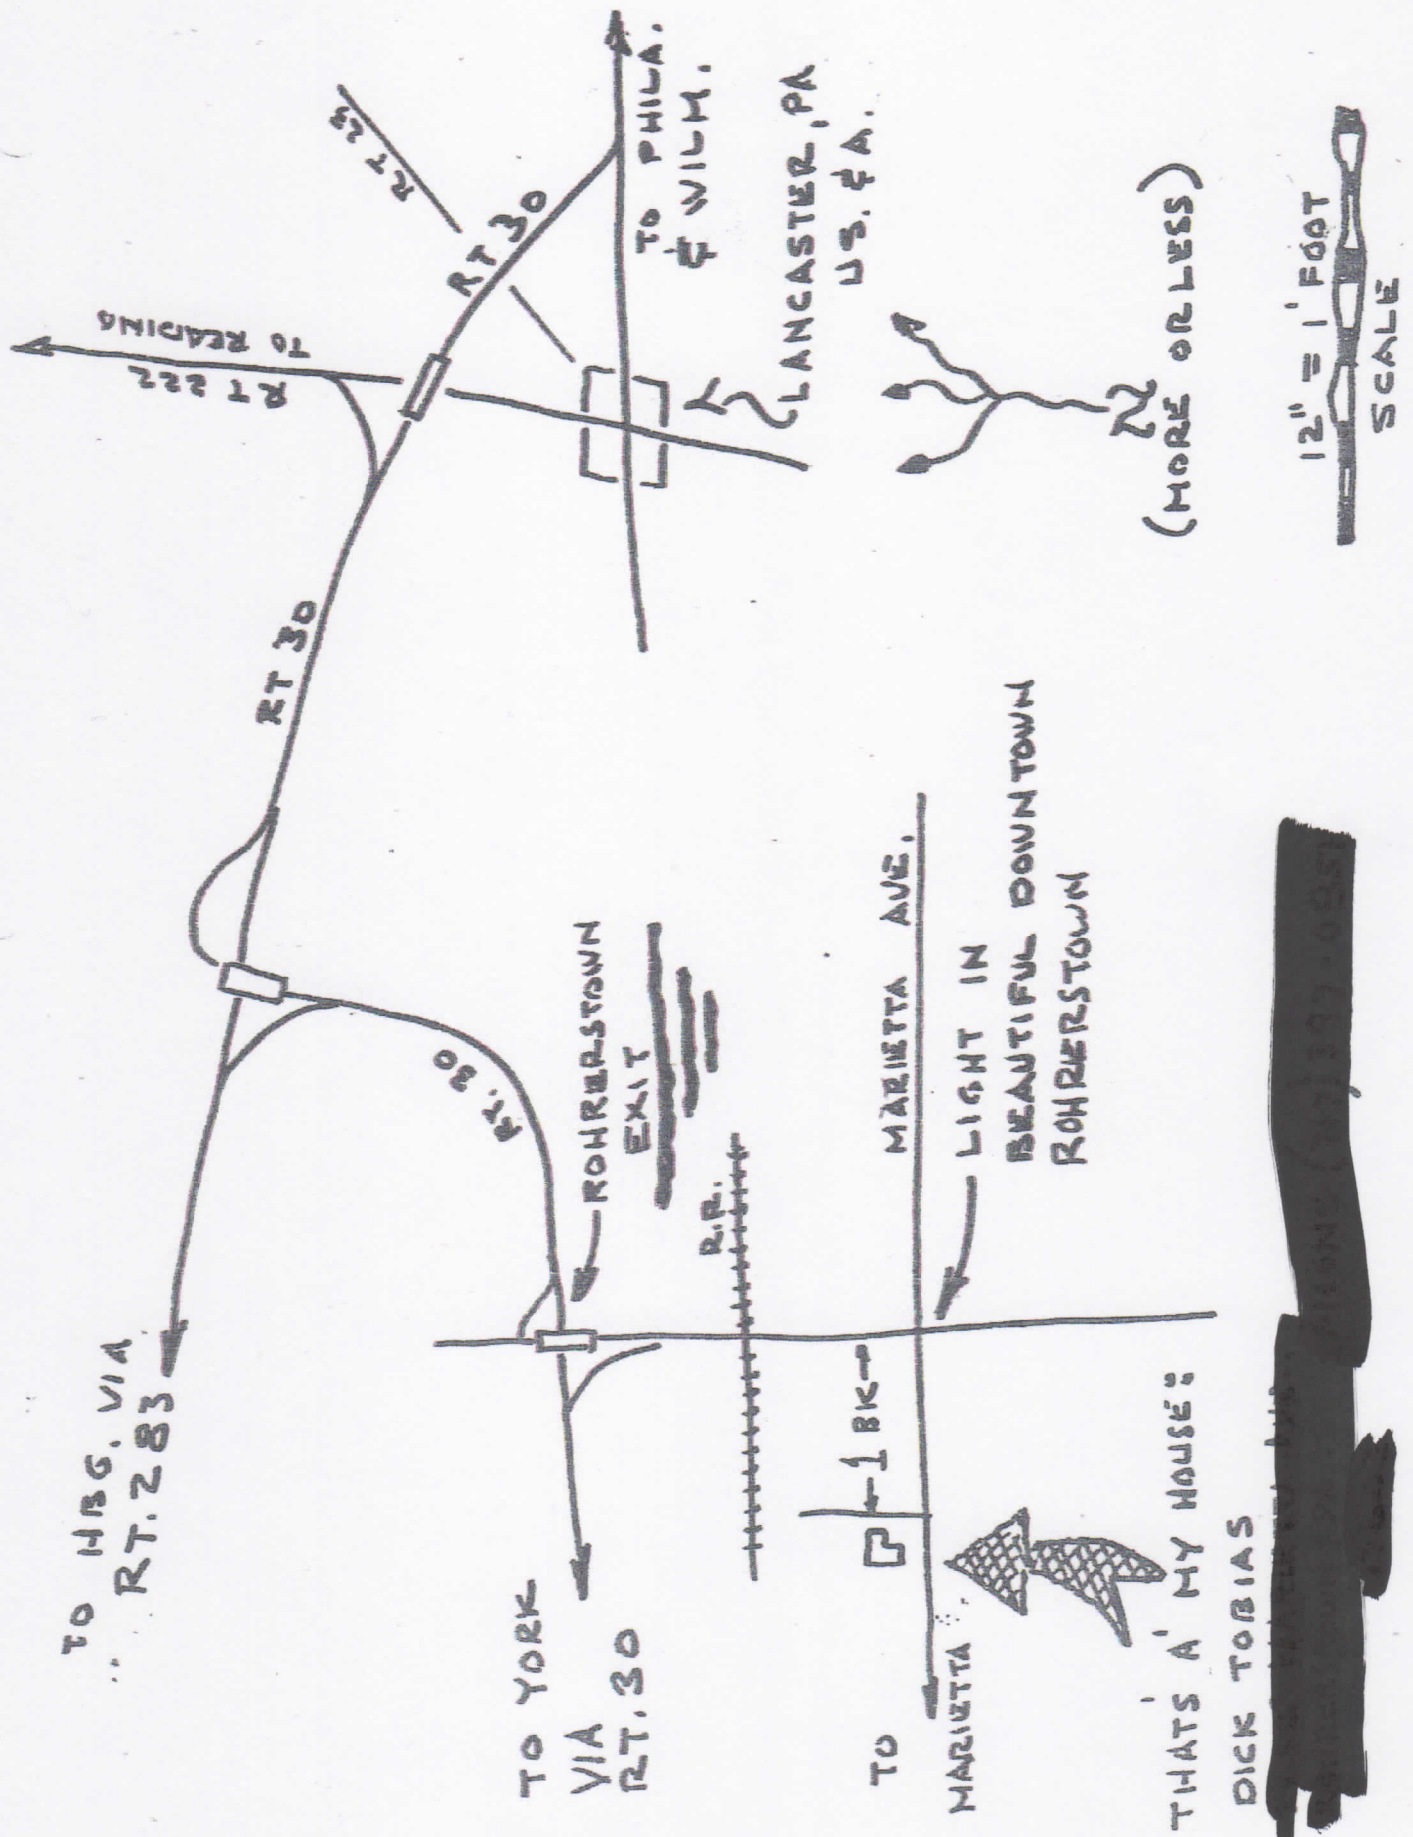 TO HBG. VIA
RT. 283
RT 30
RT 222
TO READING
RT 23
RT 30
TO PHILA.
& WILM.
LANCASTER, PA
U.S. & A.
RT. 30
ROHRERSTOWN
EXIT
TO YORK
VIA
RT. 30
R.R.
1 BK
MARIETTA AVE.
TO
MARIETTA
LIGHT IN
BEAUTIFUL DOWNTOWN
ROHRERSTOWN
N
(MORE OR LESS)
THATS A' MY HOUSE:
DICK TOBIAS
12" = 1' FOOT
SCALE